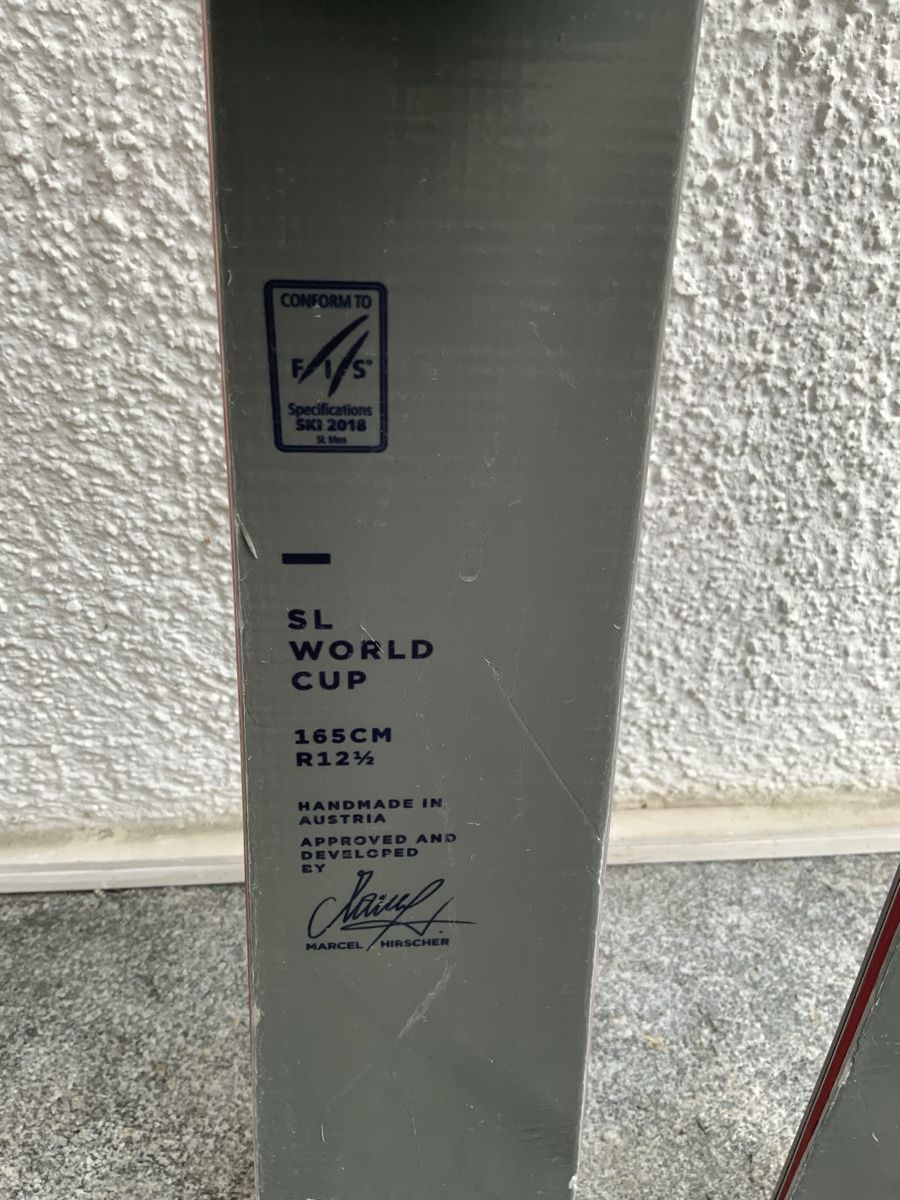 CONFORM TO
FIS
Specifications
SKI 2018
SL Men
SL
WORLD
CUP
165CM
R12½
HANDMADE IN
AUSTRIA
APPROVED AND
DEVELOPED
BY
MARCEL HIRSCHER